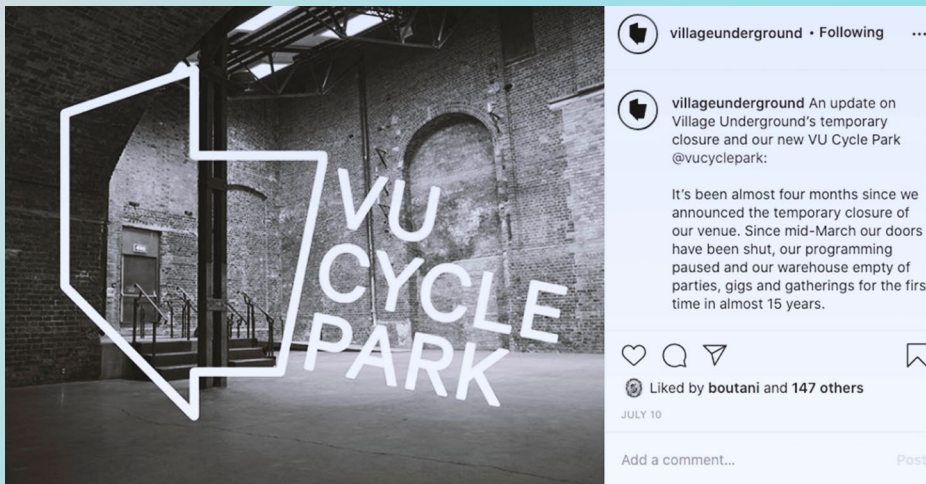 VU
CYCLE
PARK
villageunderground • Following
villageunderground An update on
Village Underground's temporary
closure and our new VU Cycle Park
@vucyclepark:
It's been almost four months since we
announced the temporary closure of
our venue. Since mid-March our doors
have been shut, our programming
paused and our warehouse empty of
parties, gigs and gatherings for the firs
time in almost 15 years.
Liked by boutani and 147 others
JULY 10
Add a comment...
Post